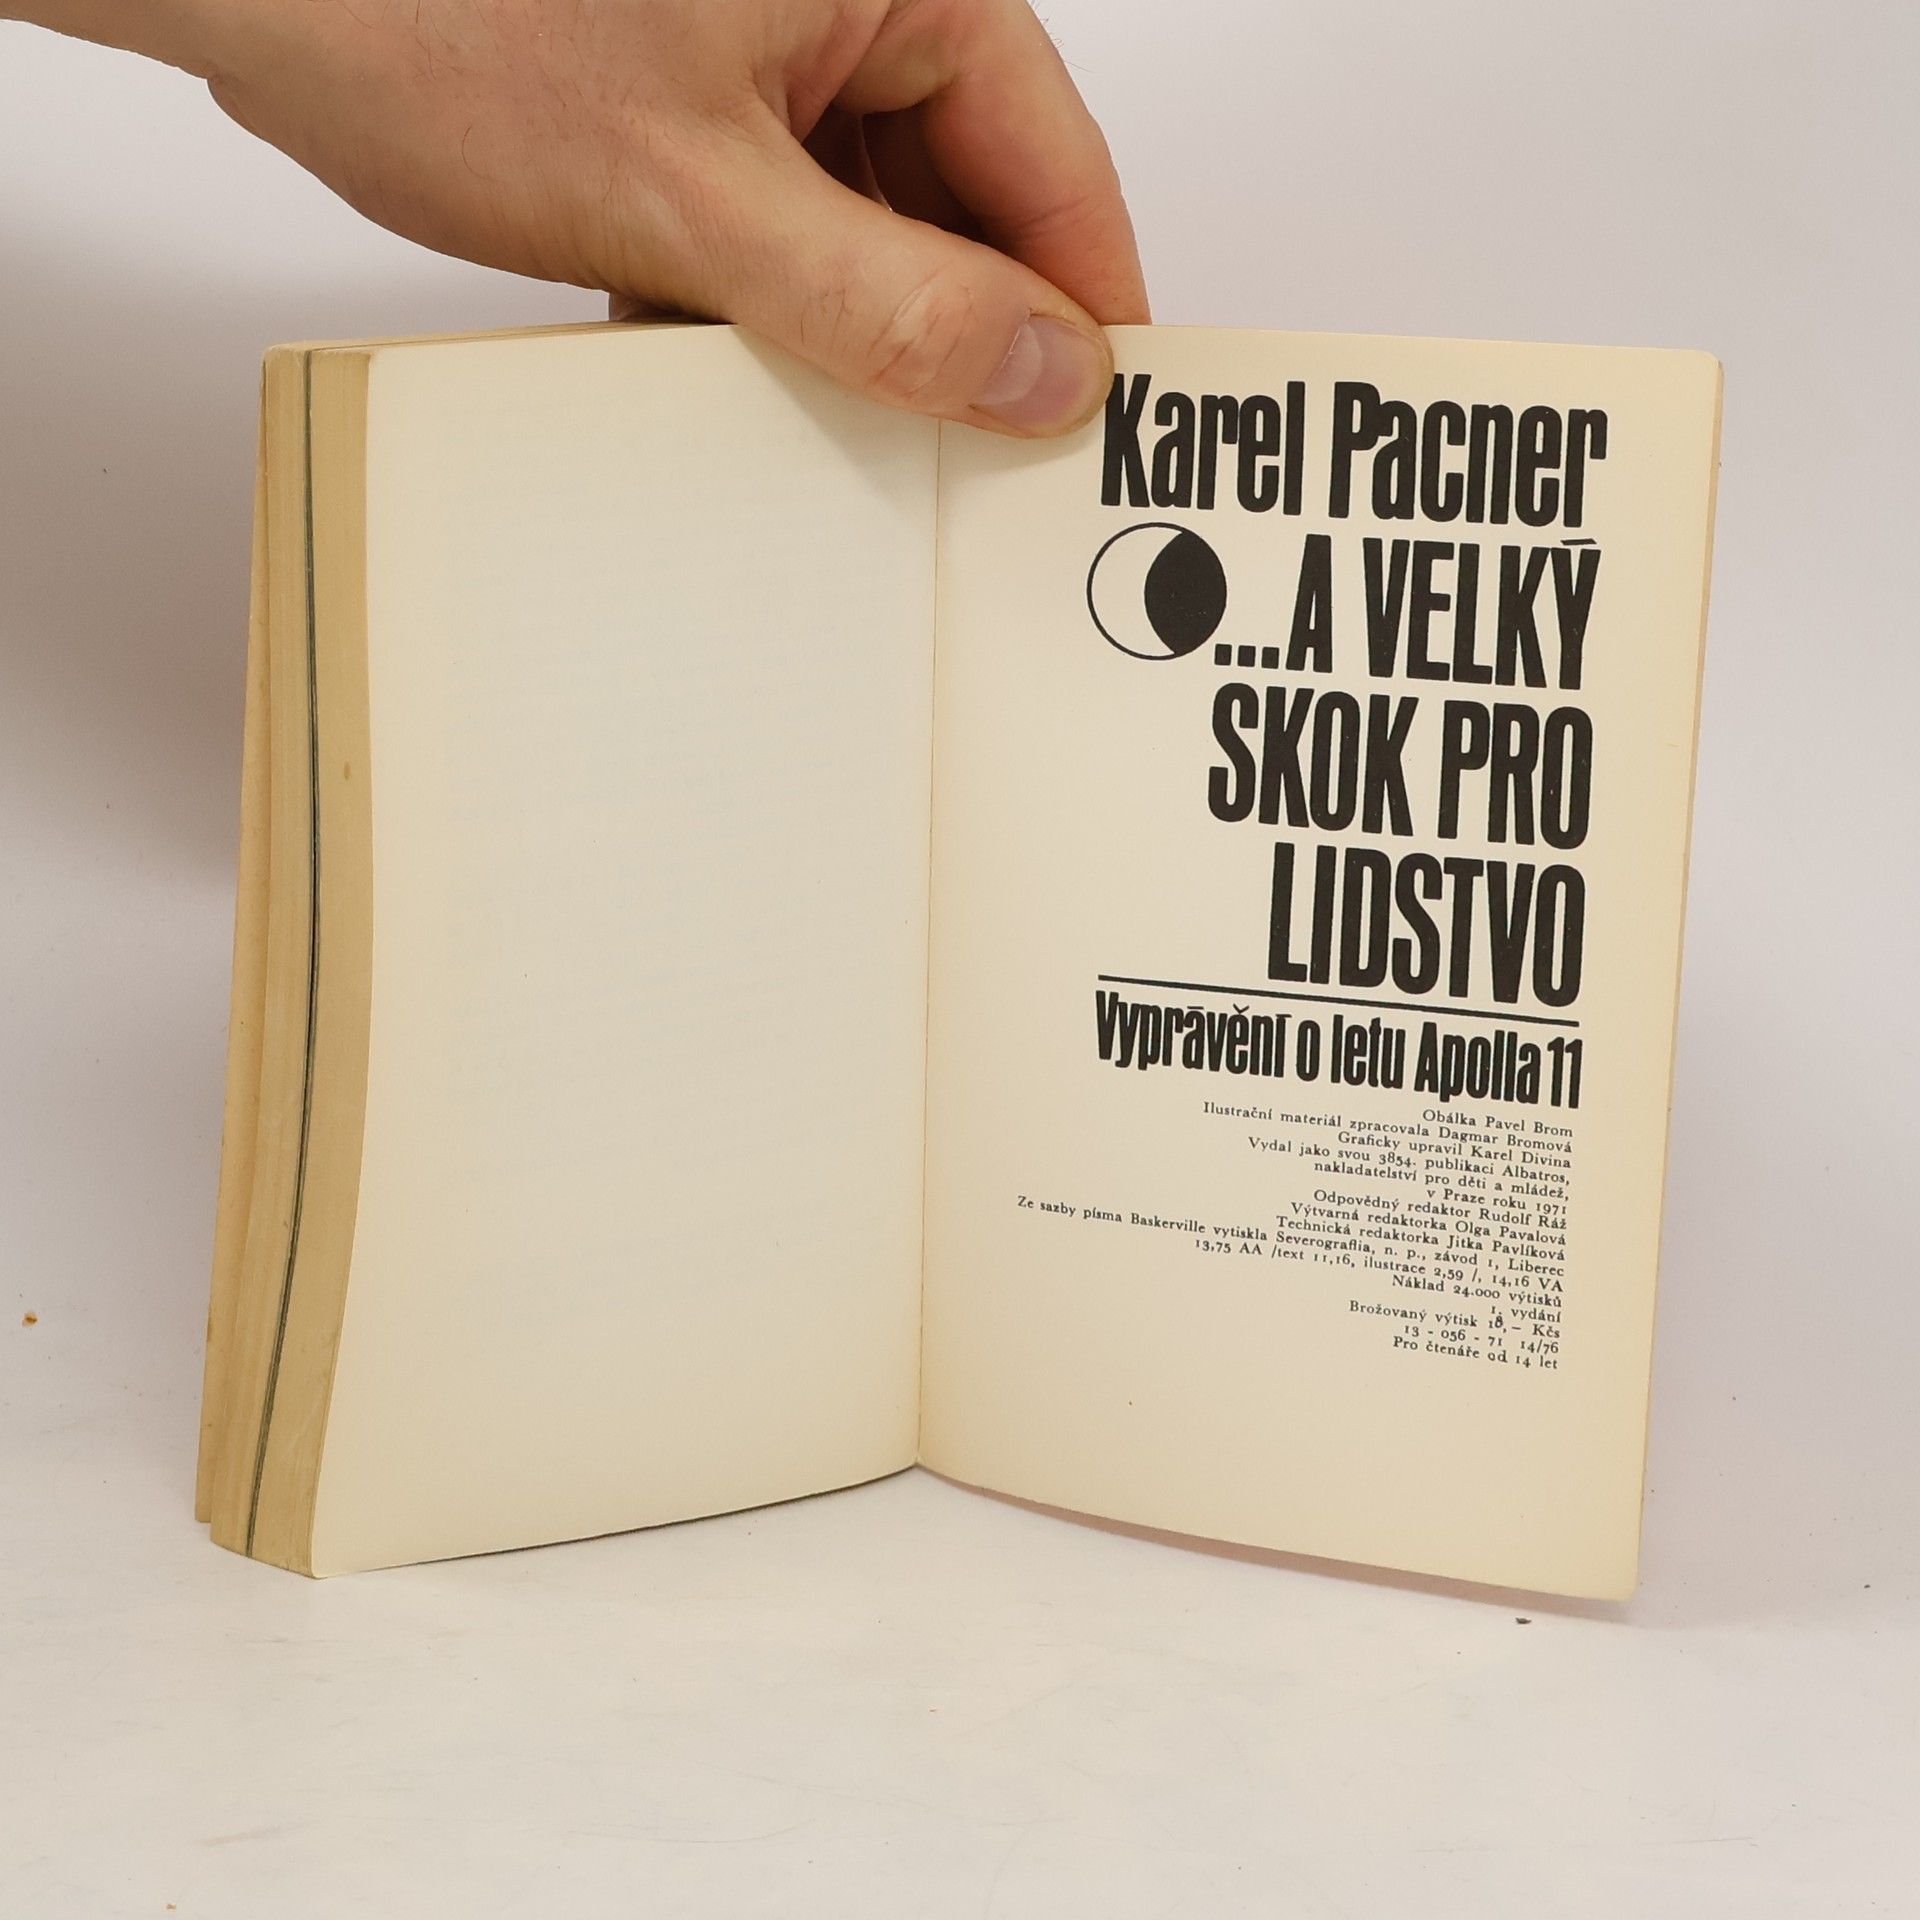 Karel Pacner
...A VELKÝ
SKOK PRO
LIDSTVO
Vyprávění o letu Apolla 11
Obálka Pavel Brom
Ilustrační materiál zpracovala Dagmar Bromová
Graficky upravil Karel Divina
Vydal jako svou 3854. publikaci Albatros,
nakladatelství pro děti a mládež,
v Praze roku 1971
Odpovědný redaktor Rudolf Ráž
Výtvarná redaktorka Olga Pavalová
Technická redaktorka Jitka Pavlíková
Ze sazby písma Baskerville vytiskla Severografia, n. p., závod 1, Liberec
13,75 AA /text 11,16, ilustrace 2,59 /, 14,16 VA
Náklad 24.000 výtisků
1. vydání
Brožovaný výtisk 18,– Kčs
13 - 056 - 71 14/76
Pro čtenáře od 14 let